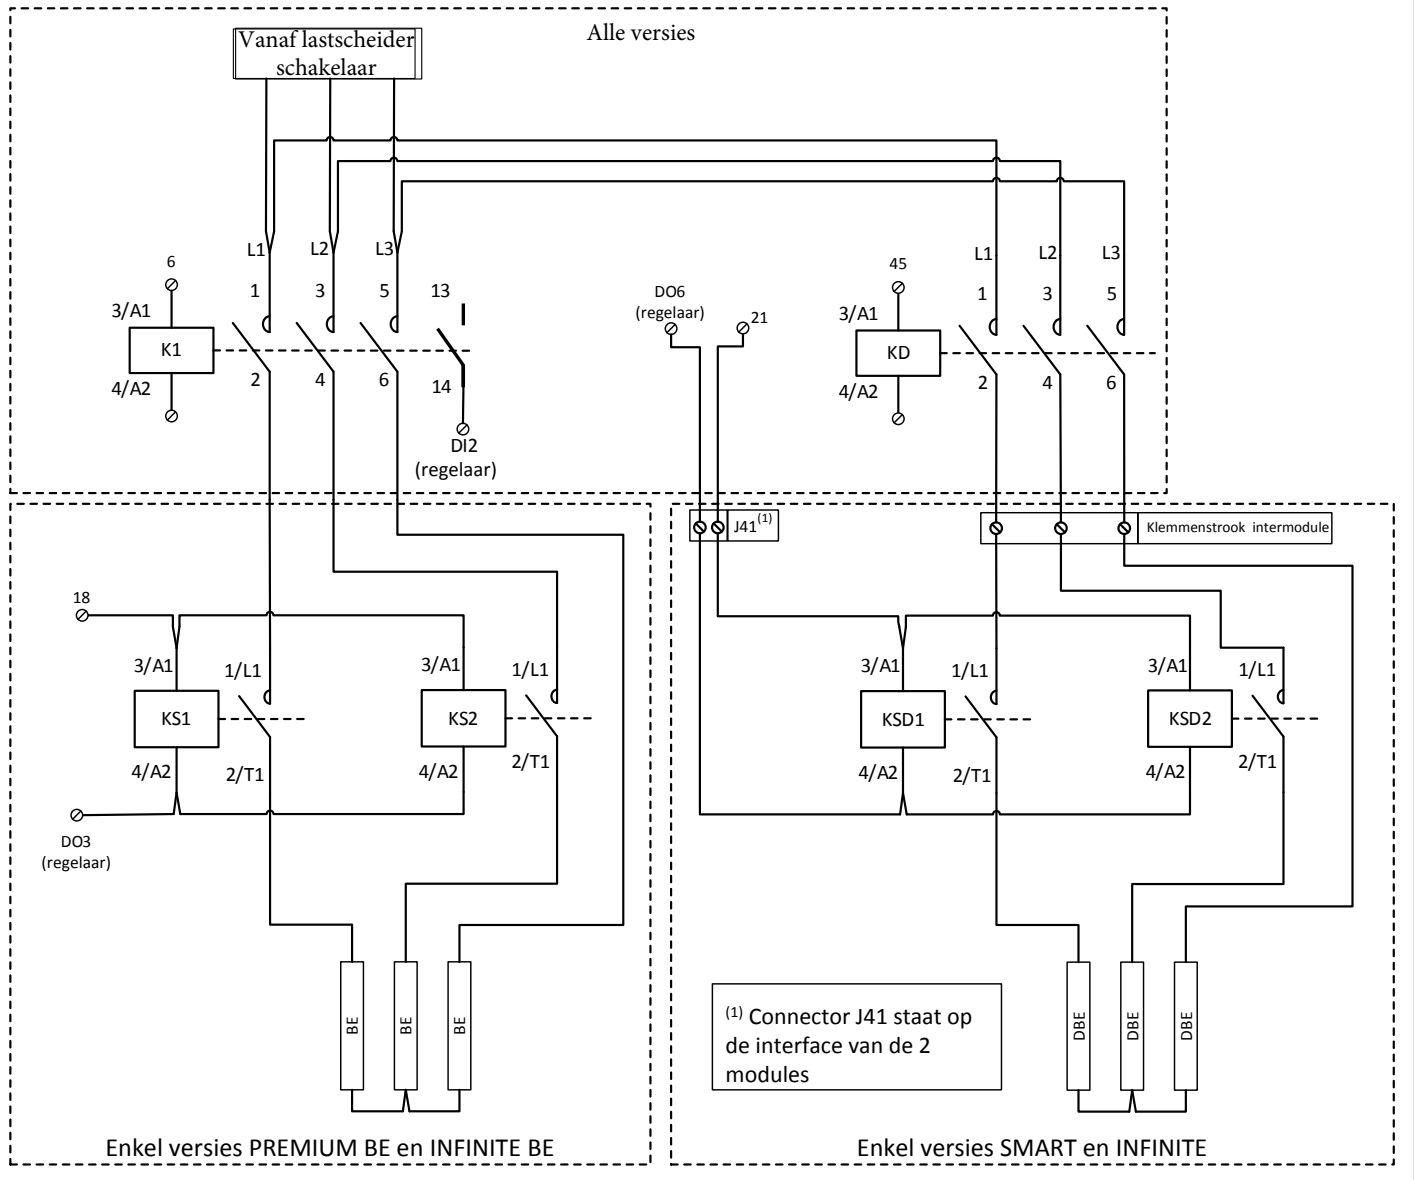 Alle versies
Vanaf lastscheider
schakelaar
L1
L2
L3
6
1
3
5
13
3/A1
K1
4/A2
2
4
6
14
DI2
(regelaar)
DO6
(regelaar)
21
45
L1
L2
L3
1
3
5
3/A1
KD
4/A2
2
4
6
J41(1)
Klemmenstrook intermodule
18
3/A1
1/L1
KS1
4/A2
2/T1
3/A1
1/L1
KS2
4/A2
2/T1
DO3
(regelaar)
BE
BE
BE
Enkel versies PREMIUM BE en INFINITE BE
3/A1
1/L1
KSD1
4/A2
2/T1
3/A1
1/L1
KSD2
4/A2
2/T1
(1) Connector J41 staat op
de interface van de 2
modules
DBE
DBE
DBE
Enkel versies SMART en INFINITE